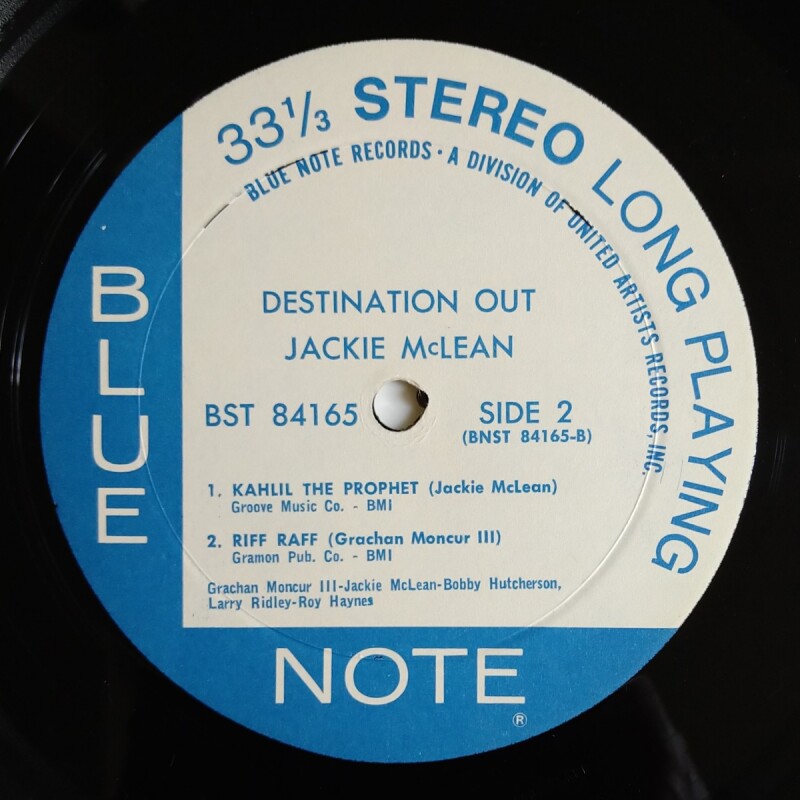 33⅓ STEREO LONG PLAYING
BLUE NOTE RECORDS · A DIVISION OF UNITED ARTISTS RECORDS, INC.
DESTINATION OUT
JACKIE McLEAN
BST 84165 SIDE 2
(BNST 84165-B)
1. KAHLIL THE PROPHET (Jackie McLean)
Groove Music Co. - BMI
2. RIFF RAFF (Grachan Moncur III)
Gramon Pub. Co. - BMI
Grachan Moncur III-Jackie McLean-Bobby Hutcherson,
Larry Ridley-Roy Haynes
BLUE
NOTE
®